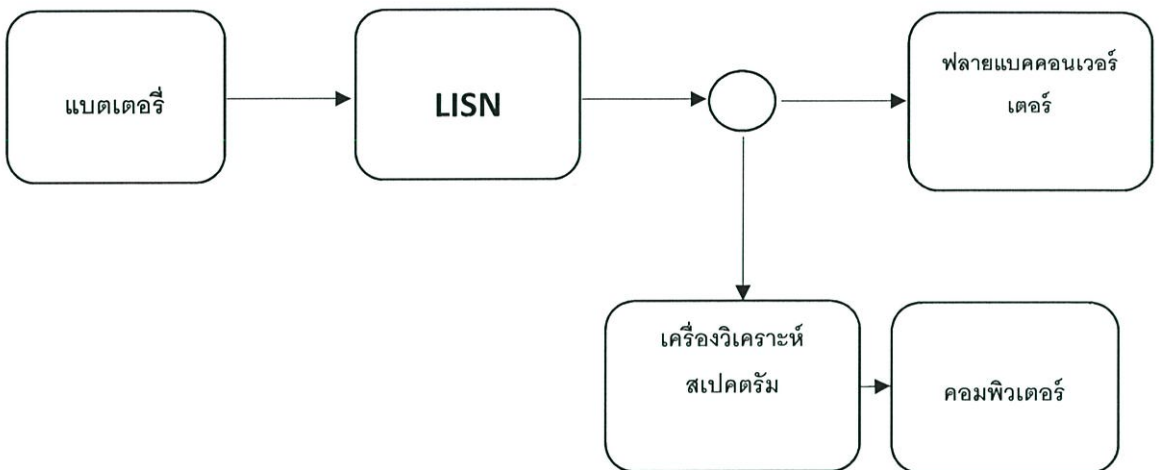 แบตเตอรี่
LISN
ฟลายแบคคอนเวอร์
เตอร์
เครื่องวิเคราะห์
สเปคตรัม
คอมพิวเตอร์